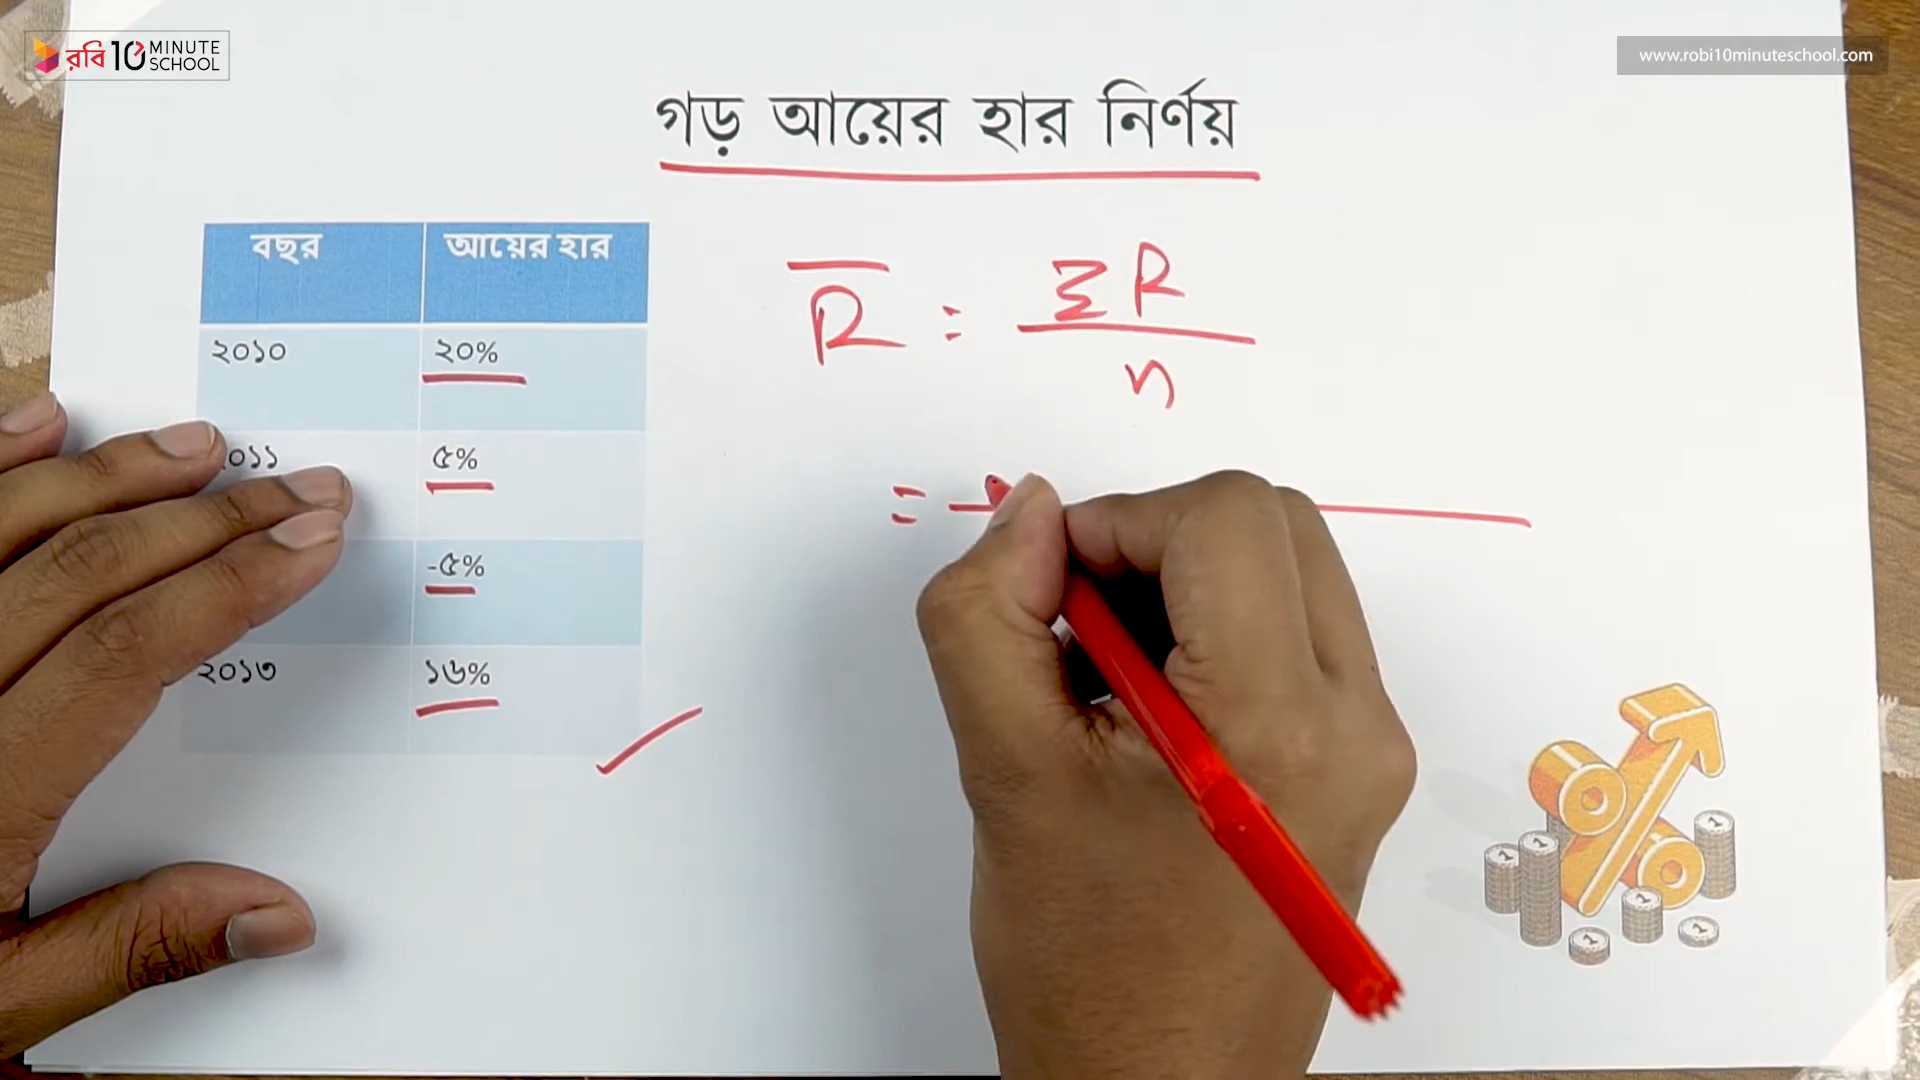 রবি 10 MINUTE SCHOOL
www.robi10minuteschool.com
গড় আয়ের হার নির্ণয়
বছর আয়ের হার
২০১০ ২০%
০১১ ৫%
-৫%
২০১৩ ১৬%
R̅ = ΣR / n
=